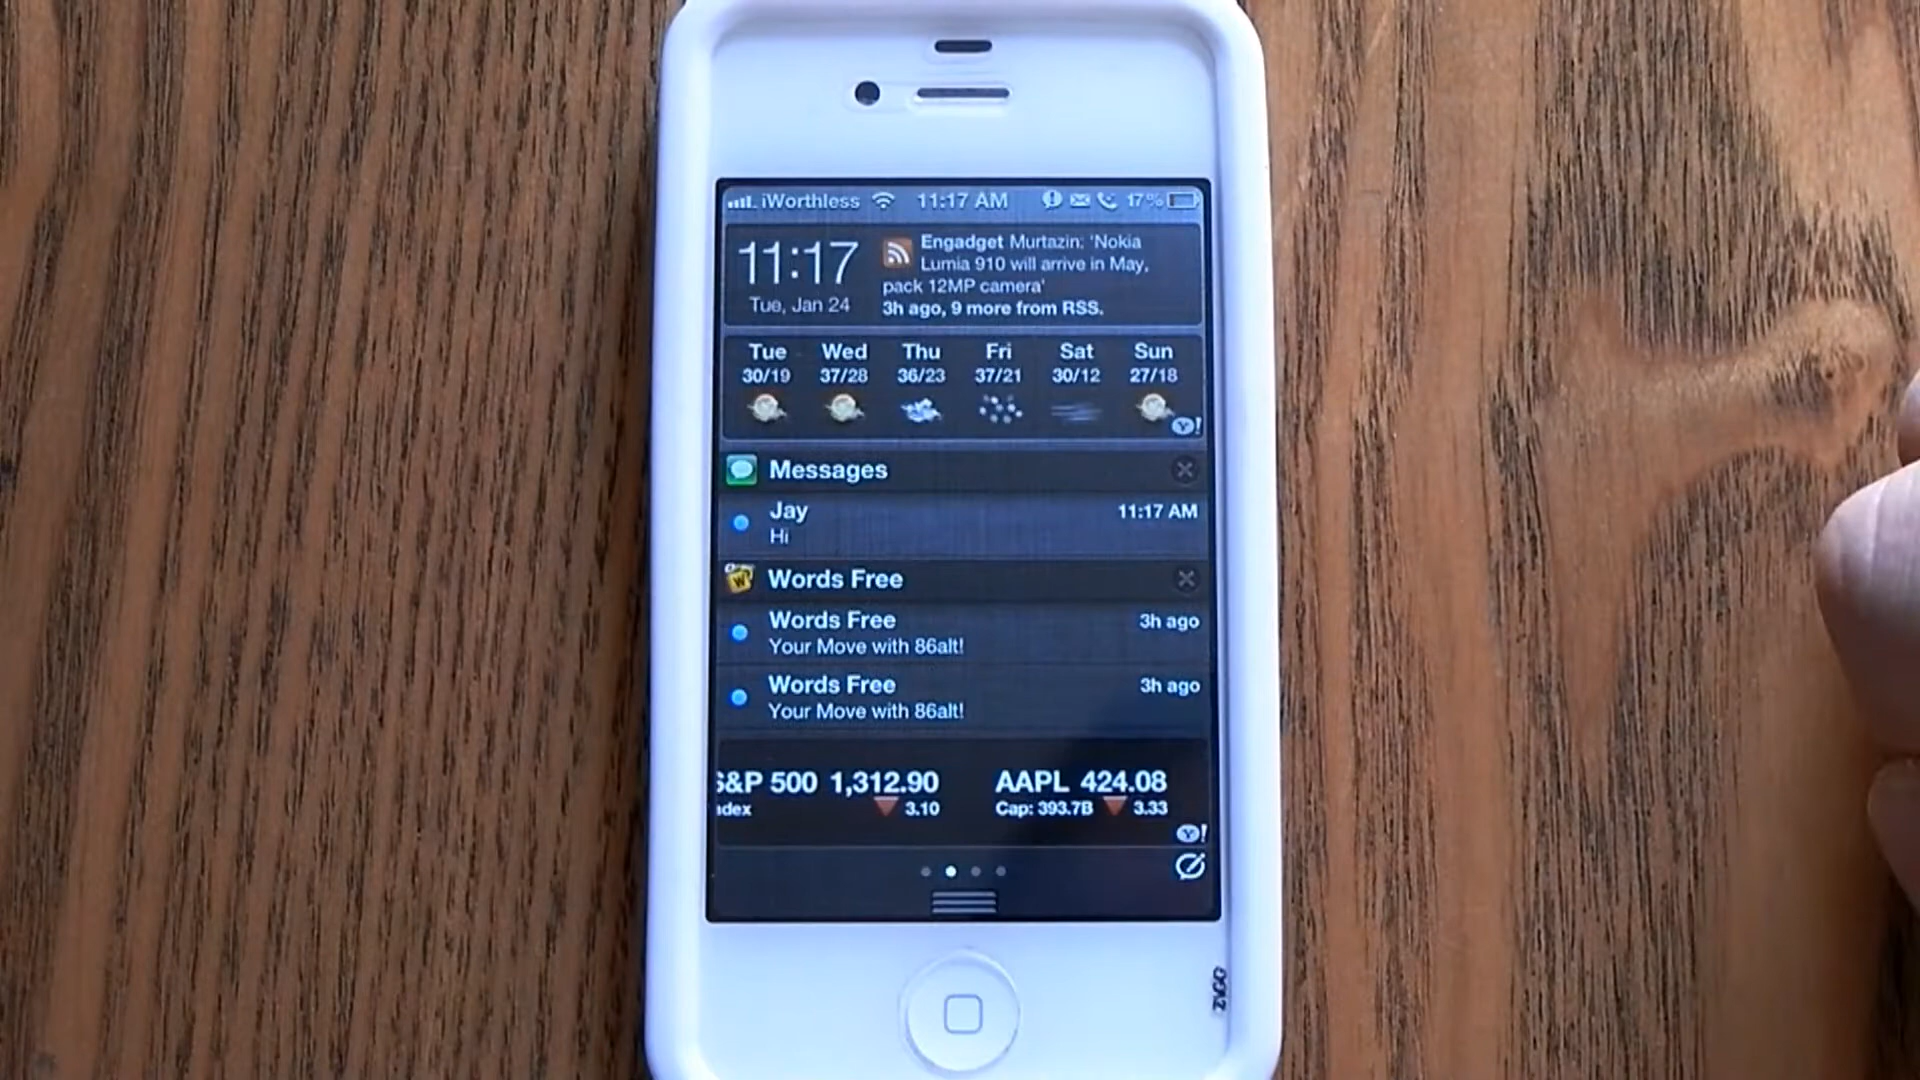 iWorthless 11:17 AM 17%
11:17
Tue, Jan 24
Engadget Murtazin: 'Nokia
Lumia 910 will arrive in May,
pack 12MP camera'
3h ago, 9 more from RSS.
Tue Wed Thu Fri Sat Sun
30/19 37/28 36/23 37/21 30/12 27/18
Y!
Messages
Jay 11:17 AM
Hi
Words Free
Words Free 3h ago
Your Move with 86alt!
Words Free 3h ago
Your Move with 86alt!
S&P 500 1,312.90 AAPL 424.08
ndex 3.10 Cap: 393.7B 3.33
Y!
ZAGG